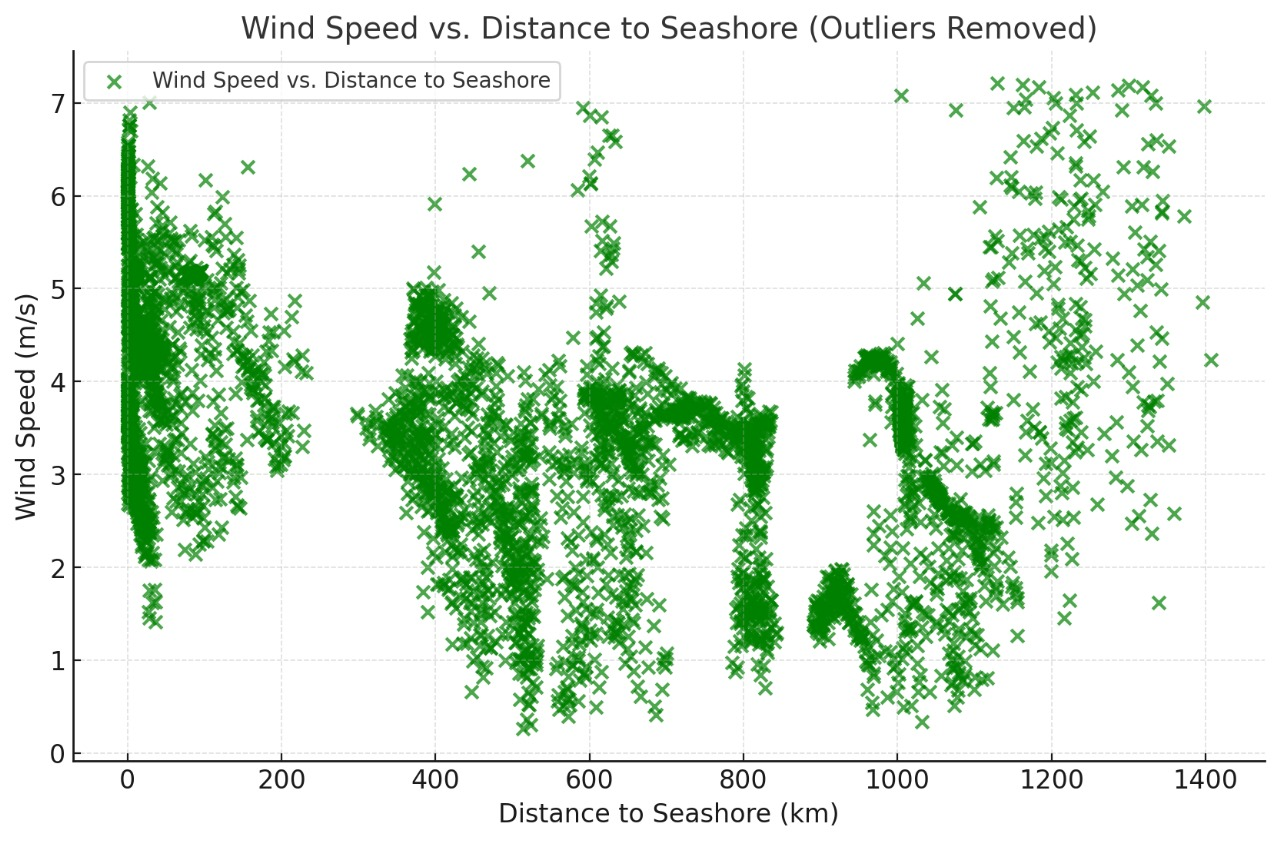 Wind Speed vs. Distance to Seashore (Outliers Removed)
Wind Speed vs. Distance to Seashore
7
6
5
4
3
2
1
0
Wind Speed (m/s)
0 200 400 600 800 1000 1200 1400
Distance to Seashore (km)